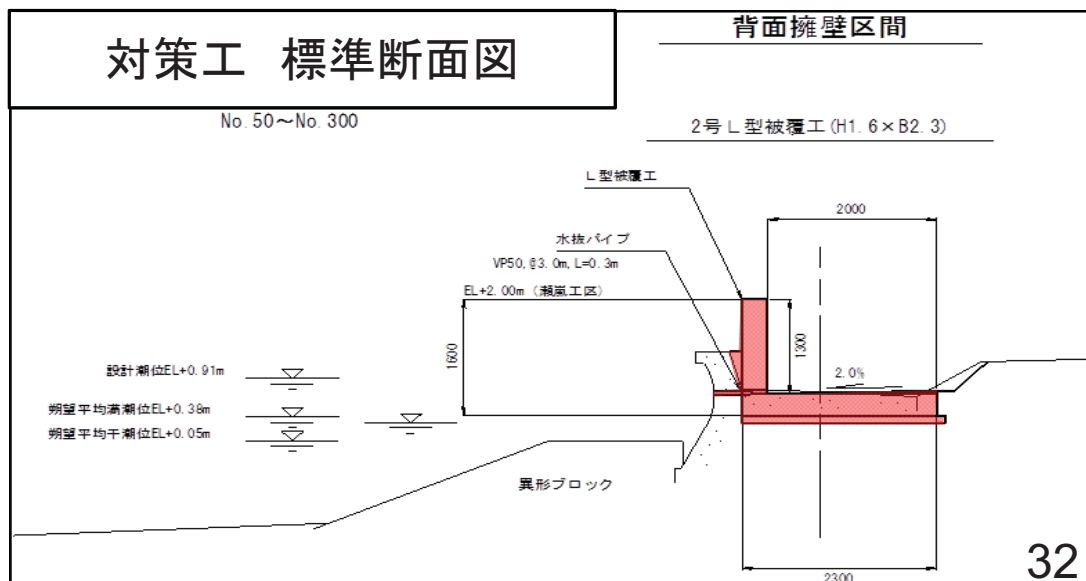 対策工 標準断面図
背面擁壁区間
No.50～No.300
2号L型被覆工(H1.6×B2.3)
L型被覆工
2000
水抜パイプ
VP50,@3.0m,L=0.3m
EL+2.00m (瀬嵐工区)
1600
1300
2.0%
設計潮位EL+0.91m
朔望平均満潮位EL+0.38m
朔望平均干潮位EL+0.05m
異形ブロック
2300
32